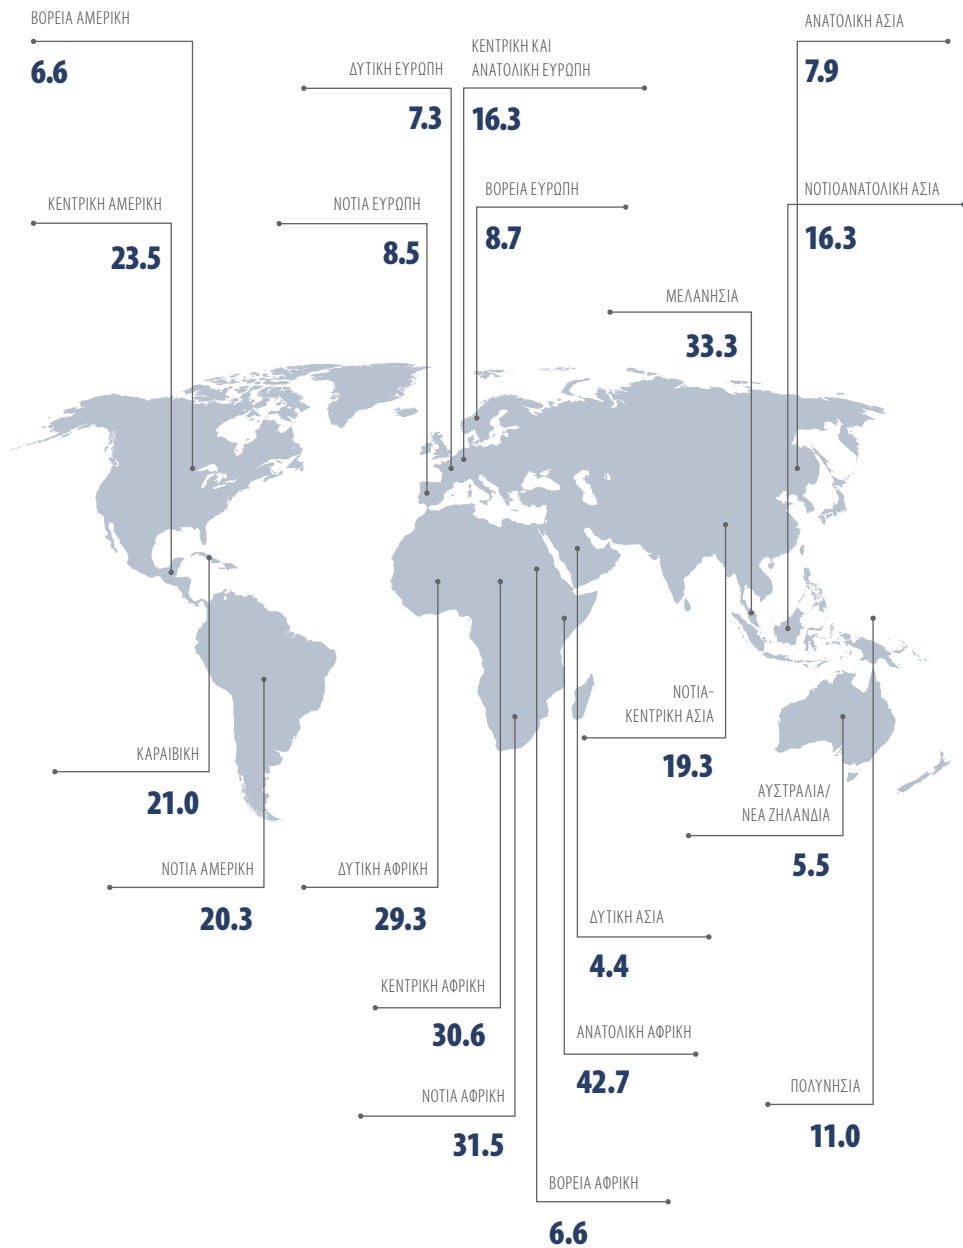 ΒΟΡΕΙΑ ΑΜΕΡΙΚΗ
6.6
ΚΕΝΤΡΙΚΗ ΑΜΕΡΙΚΗ
23.5
ΔΥΤΙΚΗ ΕΥΡΩΠΗ
7.3
ΚΕΝΤΡΙΚΗ ΚΑΙ
ΑΝΑΤΟΛΙΚΗ ΕΥΡΩΠΗ
16.3
ΝΟΤΙΑ ΕΥΡΩΠΗ
8.5
ΒΟΡΕΙΑ ΕΥΡΩΠΗ
8.7
ΑΝΑΤΟΛΙΚΗ ΑΣΙΑ
7.9
ΝΟΤΙΟΑΝΑΤΟΛΙΚΗ ΑΣΙΑ
16.3
ΜΕΛΑΝΗΣΙΑ
33.3
ΝΟΤΙΑ-
ΚΕΝΤΡΙΚΗ ΑΣΙΑ
19.3
ΚΑΡΑΙΒΙΚΗ
21.0
ΑΥΣΤΡΑΛΙΑ/
ΝΕΑ ΖΗΛΑΝΔΙΑ
5.5
ΝΟΤΙΑ ΑΜΕΡΙΚΗ
20.3
ΔΥΤΙΚΗ ΑΦΡΙΚΗ
29.3
ΔΥΤΙΚΗ ΑΣΙΑ
4.4
ΚΕΝΤΡΙΚΗ ΑΦΡΙΚΗ
30.6
ΑΝΑΤΟΛΙΚΗ ΑΦΡΙΚΗ
42.7
ΝΟΤΙΑ ΑΦΡΙΚΗ
31.5
ΠΟΛΥΝΗΣΙΑ
11.0
ΒΟΡΕΙΑ ΑΦΡΙΚΗ
6.6